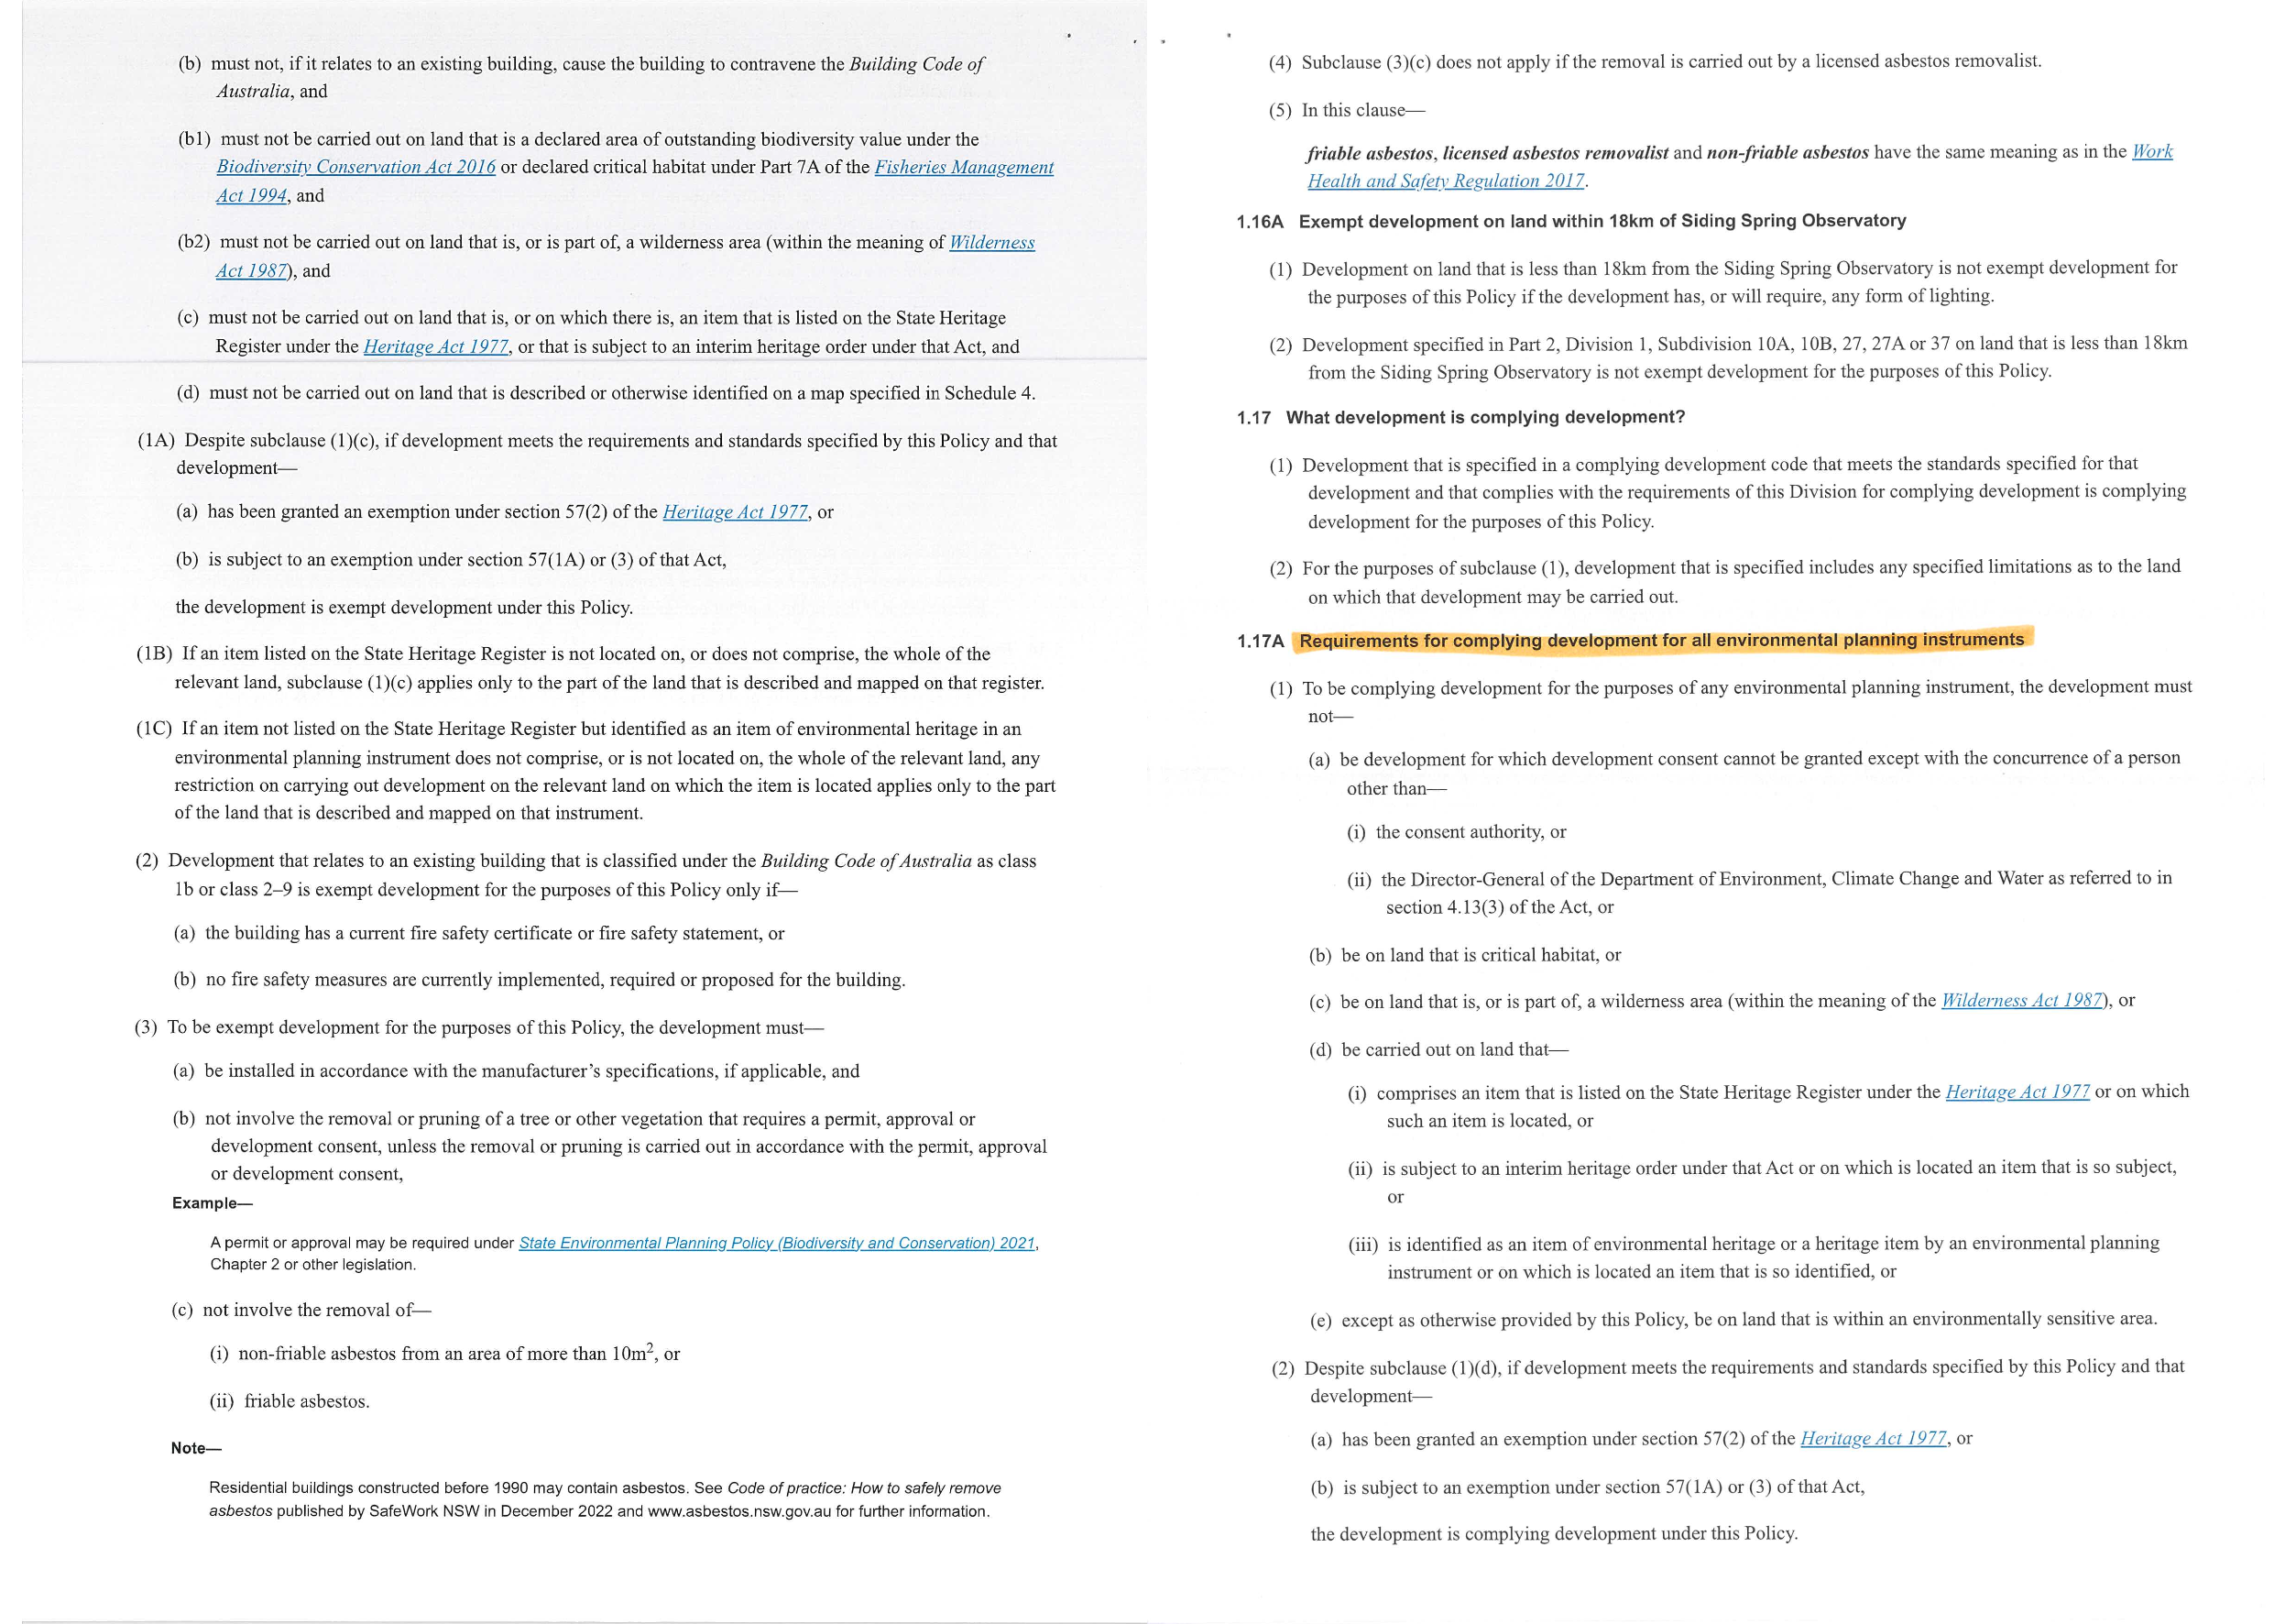 (b) must not, if it relates to an existing building, cause the building to contravene the Building Code of
Australia, and
(b1) must not be carried out on land that is a declared area of outstanding biodiversity value under the
Biodiversity Conservation Act 2016 or declared critical habitat under Part 7A of the Fisheries Management
Act 1994, and
(b2) must not be carried out on land that is, or is part of, a wilderness area (within the meaning of Wilderness
Act 1987), and
(c) must not be carried out on land that is, or on which there is, an item that is listed on the State Heritage
Register under the Heritage Act 1977, or that is subject to an interim heritage order under that Act, and
(d) must not be carried out on land that is described or otherwise identified on a map specified in Schedule 4.
(1A) Despite subclause (1)(c), if development meets the requirements and standards specified by this Policy and that
development—
(a) has been granted an exemption under section 57(2) of the Heritage Act 1977, or
(b) is subject to an exemption under section 57(1A) or (3) of that Act,
the development is exempt development under this Policy.
(1B) If an item listed on the State Heritage Register is not located on, or does not comprise, the whole of the
relevant land, subclause (1)(c) applies only to the part of the land that is described and mapped on that register.
(1C) If an item not listed on the State Heritage Register but identified as an item of environmental heritage in an
environmental planning instrument does not comprise, or is not located on, the whole of the relevant land, any
restriction on carrying out development on the relevant land on which the item is located applies only to the part
of the land that is described and mapped on that instrument.
(2) Development that relates to an existing building that is classified under the Building Code of Australia as class
1b or class 2–9 is exempt development for the purposes of this Policy only if—
(a) the building has a current fire safety certificate or fire safety statement, or
(b) no fire safety measures are currently implemented, required or proposed for the building.
(3) To be exempt development for the purposes of this Policy, the development must—
(a) be installed in accordance with the manufacturer's specifications, if applicable, and
(b) not involve the removal or pruning of a tree or other vegetation that requires a permit, approval or
development consent, unless the removal or pruning is carried out in accordance with the permit, approval
or development consent,
Example—
A permit or approval may be required under State Environmental Planning Policy (Biodiversity and Conservation) 2021,
Chapter 2 or other legislation.
(c) not involve the removal of—
(i) non-friable asbestos from an area of more than 10m², or
(ii) friable asbestos.
Note—
Residential buildings constructed before 1990 may contain asbestos. See Code of practice: How to safely remove
asbestos published by SafeWork NSW in December 2022 and www.asbestos.nsw.gov.au for further information.
(4) Subclause (3)(c) does not apply if the removal is carried out by a licensed asbestos removalist.
(5) In this clause—
friable asbestos, licensed asbestos removalist and non-friable asbestos have the same meaning as in the Work
Health and Safety Regulation 2017.
1.16A Exempt development on land within 18km of Siding Spring Observatory
(1) Development on land that is less than 18km from the Siding Spring Observatory is not exempt development for
the purposes of this Policy if the development has, or will require, any form of lighting.
(2) Development specified in Part 2, Division 1, Subdivision 10A, 10B, 27, 27A or 37 on land that is less than 18km
from the Siding Spring Observatory is not exempt development for the purposes of this Policy.
1.17 What development is complying development?
(1) Development that is specified in a complying development code that meets the standards specified for that
development and that complies with the requirements of this Division for complying development is complying
development for the purposes of this Policy.
(2) For the purposes of subclause (1), development that is specified includes any specified limitations as to the land
on which that development may be carried out.
1.17A Requirements for complying development for all environmental planning instruments
(1) To be complying development for the purposes of any environmental planning instrument, the development must
not—
(a) be development for which development consent cannot be granted except with the concurrence of a person
other than—
(i) the consent authority, or
(ii) the Director-General of the Department of Environment, Climate Change and Water as referred to in
section 4.13(3) of the Act, or
(b) be on land that is critical habitat, or
(c) be on land that is, or is part of, a wilderness area (within the meaning of the Wilderness Act 1987), or
(d) be carried out on land that—
(i) comprises an item that is listed on the State Heritage Register under the Heritage Act 1977 or on which
such an item is located, or
(ii) is subject to an interim heritage order under that Act or on which is located an item that is so subject,
or
(iii) is identified as an item of environmental heritage or a heritage item by an environmental planning
instrument or on which is located an item that is so identified, or
(e) except as otherwise provided by this Policy, be on land that is within an environmentally sensitive area.
(2) Despite subclause (1)(d), if development meets the requirements and standards specified by this Policy and that
development—
(a) has been granted an exemption under section 57(2) of the Heritage Act 1977, or
(b) is subject to an exemption under section 57(1A) or (3) of that Act,
the development is complying development under this Policy.